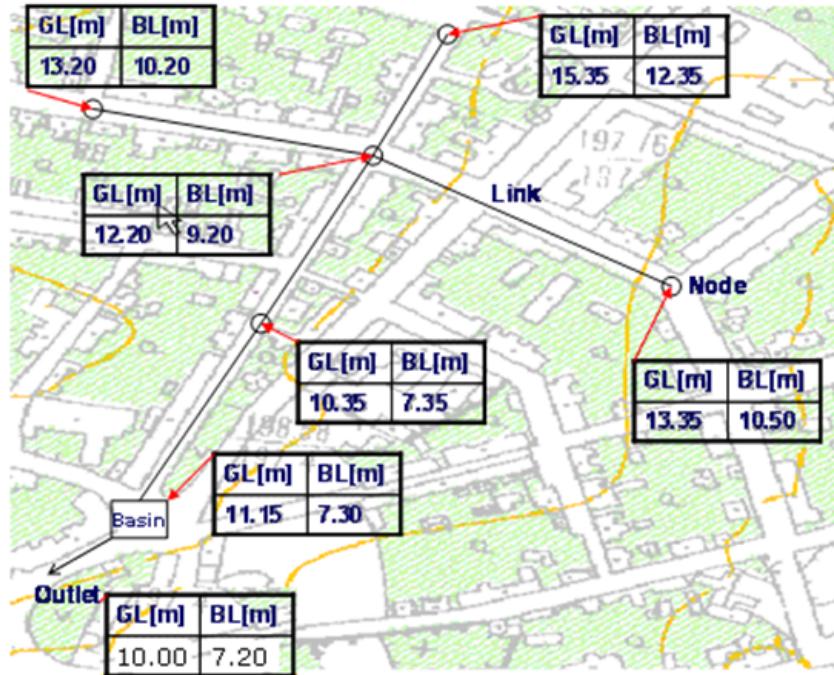 GL[m] BL[m]
13.20 10.20
GL[m] BL[m]
15.35 12.35
GL[m] BL[m]
12.20 9.20
Link
Node
GL[m] BL[m]
10.35 7.35
GL[m] BL[m]
13.35 10.50
GL[m] BL[m]
11.15 7.30
Basin
Outlet
GL[m] BL[m]
10.00 7.20